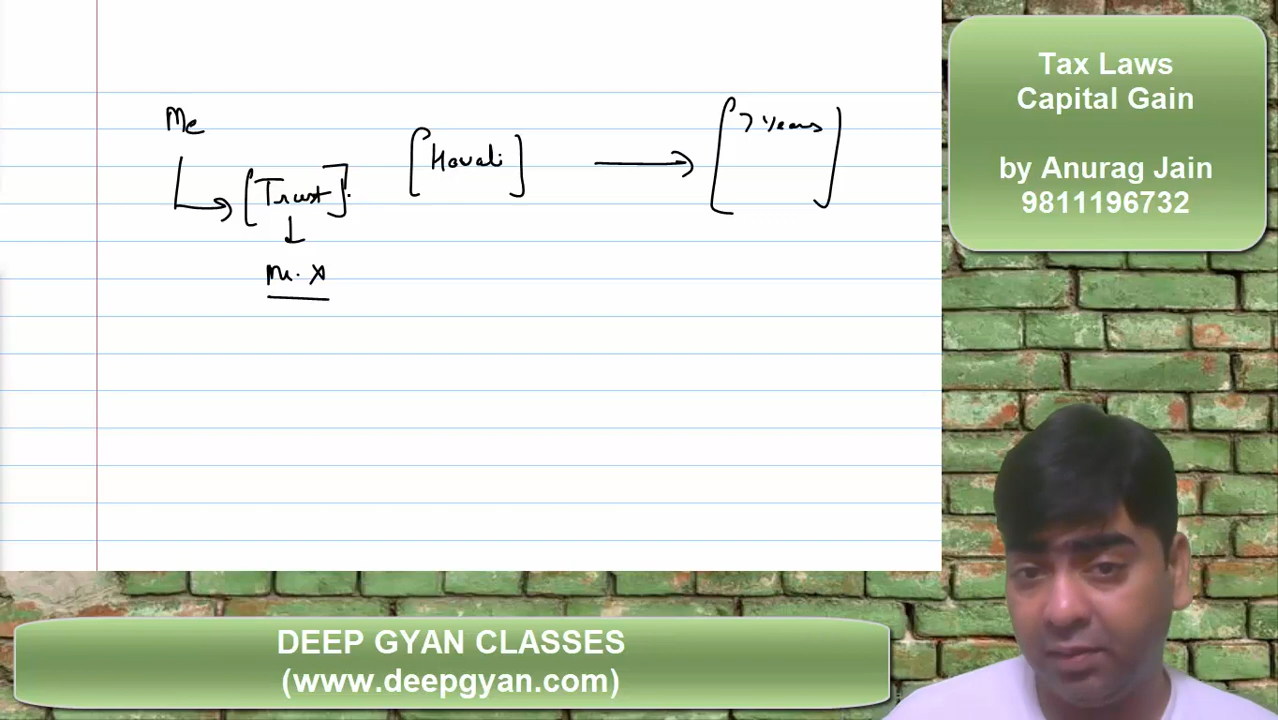 Me
[Trust].
Mr. X
[Havali]
[7 Years]
Tax Laws
Capital Gain
by Anurag Jain
9811196732
DEEP GYAN CLASSES
(www.deepgyan.com)